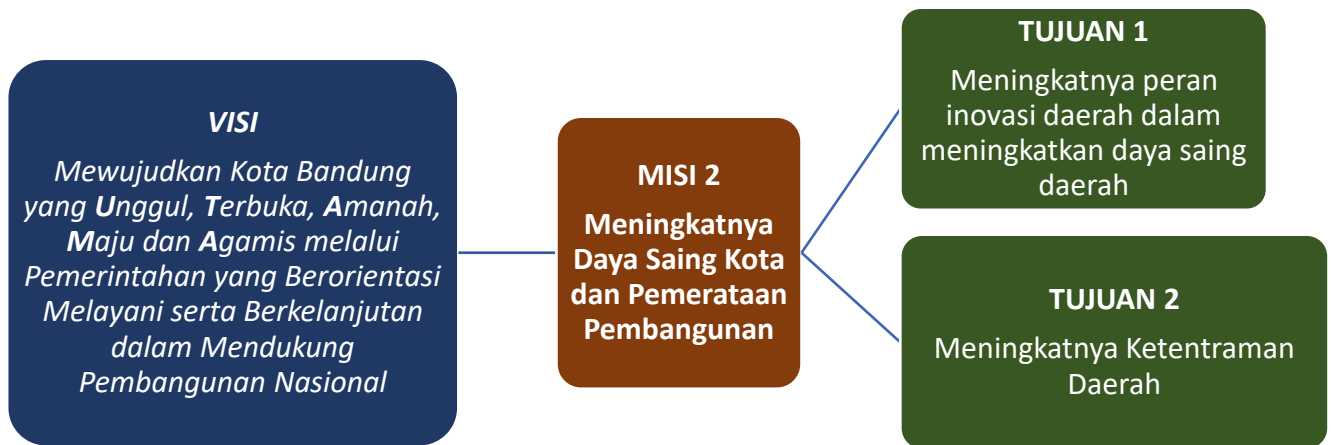 VISI
Mewujudkan Kota Bandung
yang Unggul, Terbuka, Amanah,
Maju dan Agamis melalui
Pemerintahan yang Berorientasi
Melayani serta Berkelanjutan
dalam Mendukung
Pembangunan Nasional
MISI 2
Meningkatnya
Daya Saing Kota
dan Pemerataan
Pembangunan
TUJUAN 1
Meningkatnya peran
inovasi daerah dalam
meningkatkan daya saing
daerah
TUJUAN 2
Meningkatnya Ketentraman
Daerah